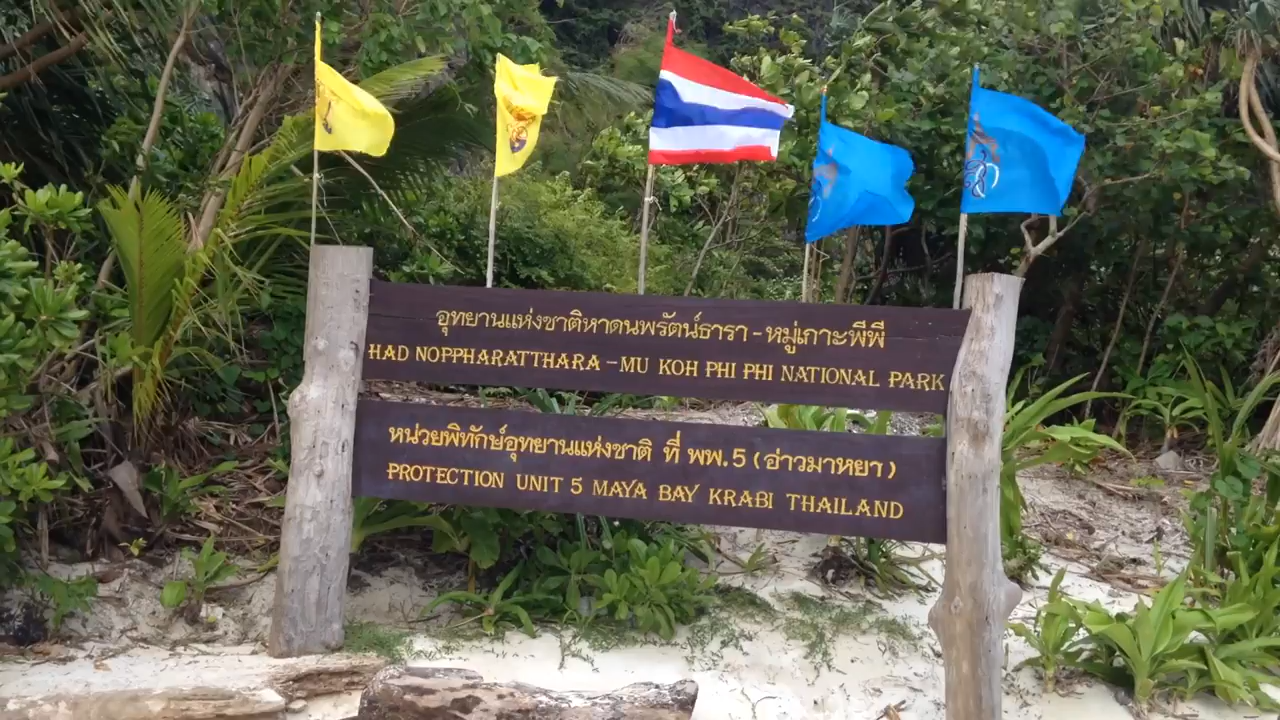 อุทยานแห่งชาติหาดนพรัตน์ธารา - หมู่เกาะพีพี
HAD NOPPHARATTHARA - MU KOH PHI PHI NATIONAL PARK
หน่วยพิทักษ์อุทยานแห่งชาติ ที่ พพ.5 (อ่าวมาหยา)
PROTECTION UNIT 5 MAYA BAY KRABI THAILAND